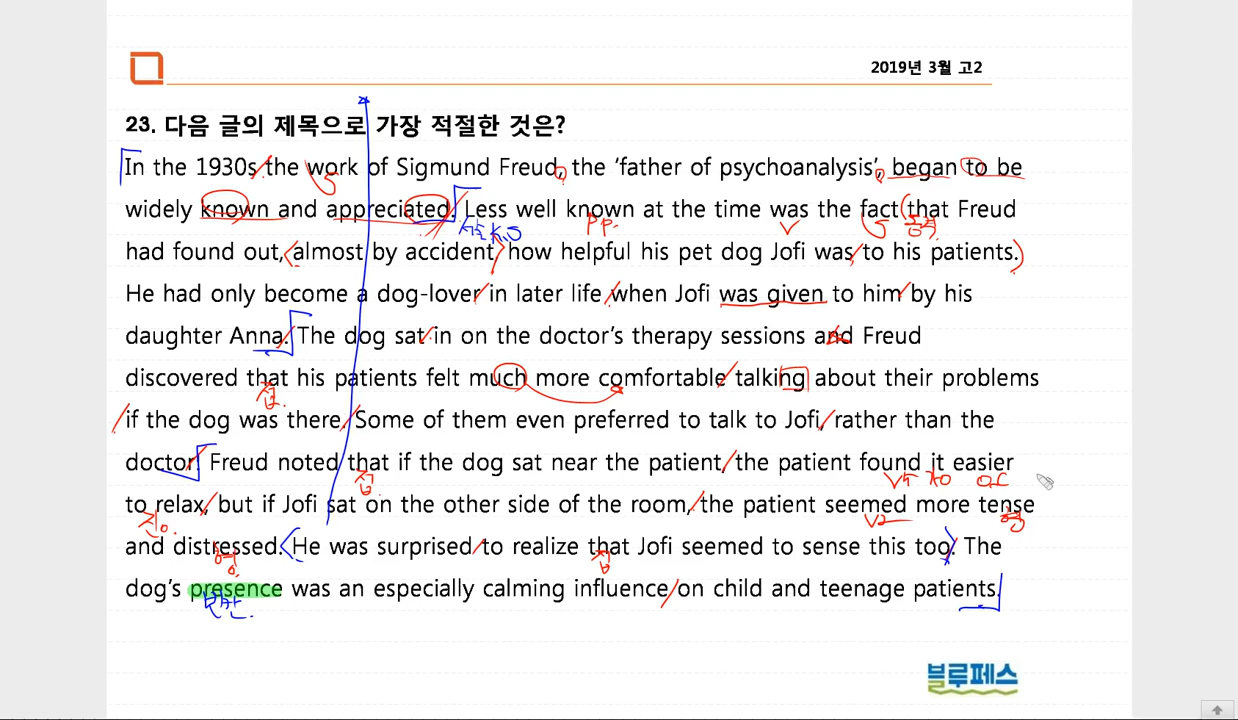 2019년 3월 고2
23. 다음 글의 제목으로 가장 적절한 것은?
In the 1930s the work of Sigmund Freud, the ‘father of psychoanalysis’, began to be
widely known and appreciated. Less well known at the time was the fact that Freud
P.P. V S
had found out, almost by accident, how helpful his pet dog Jofi was to his patients.
He had only become a dog-lover in later life when Jofi was given to him by his
daughter Anna. The dog sat in on the doctor’s therapy sessions and Freud
discovered that his patients felt much more comfortable talking about their problems
접
if the dog was there. Some of them even preferred to talk to Jofi, rather than the
doctor. Freud noted that if the dog sat near the patient, the patient found it easier
접 V5 OC
to relax, but if Jofi sat on the other side of the room, the patient seemed more tense
V2 형
and distressed. He was surprised to realize that Jofi seemed to sense this too. The
형 접
dog’s presence was an especially calming influence on child and teenage patients.
블루페스